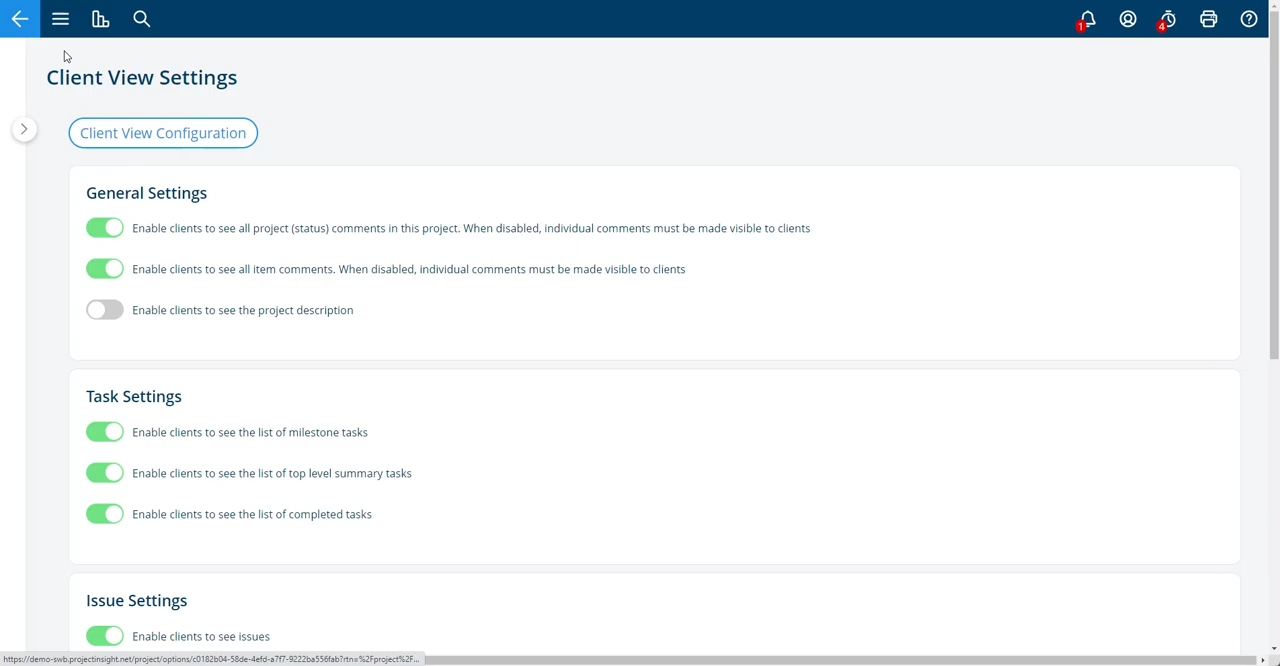 1
4
Client View Settings
Client View Configuration
General Settings
Enable clients to see all project (status) comments in this project. When disabled, individual comments must be made visible to clients
Enable clients to see all item comments. When disabled, individual comments must be made visible to clients
Enable clients to see the project description
Task Settings
Enable clients to see the list of milestone tasks
Enable clients to see the list of top level summary tasks
Enable clients to see the list of completed tasks
Issue Settings
Enable clients to see issues
https://demo-swb.projectinsight.net/project/options/c0182b04-58de-4efd-a7f7-9222ba556fab?rtn=%2Fproject%2F...